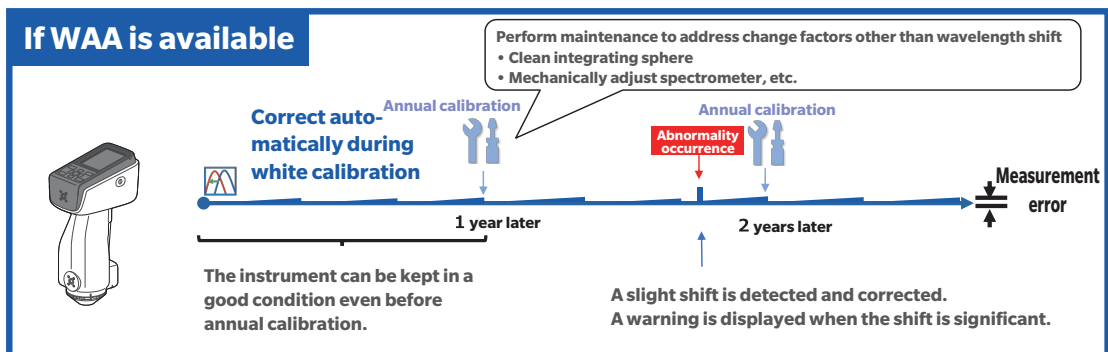 If WAA is available
Perform maintenance to address change factors other than wavelength shift
• Clean integrating sphere
• Mechanically adjust spectrometer, etc.
Annual calibration
Annual calibration
Correct auto-
matically during
white calibration
Abnormality
occurrence
Measurement
error
1 year later
2 years later
The instrument can be kept in a
good condition even before
annual calibration.
A slight shift is detected and corrected.
A warning is displayed when the shift is significant.